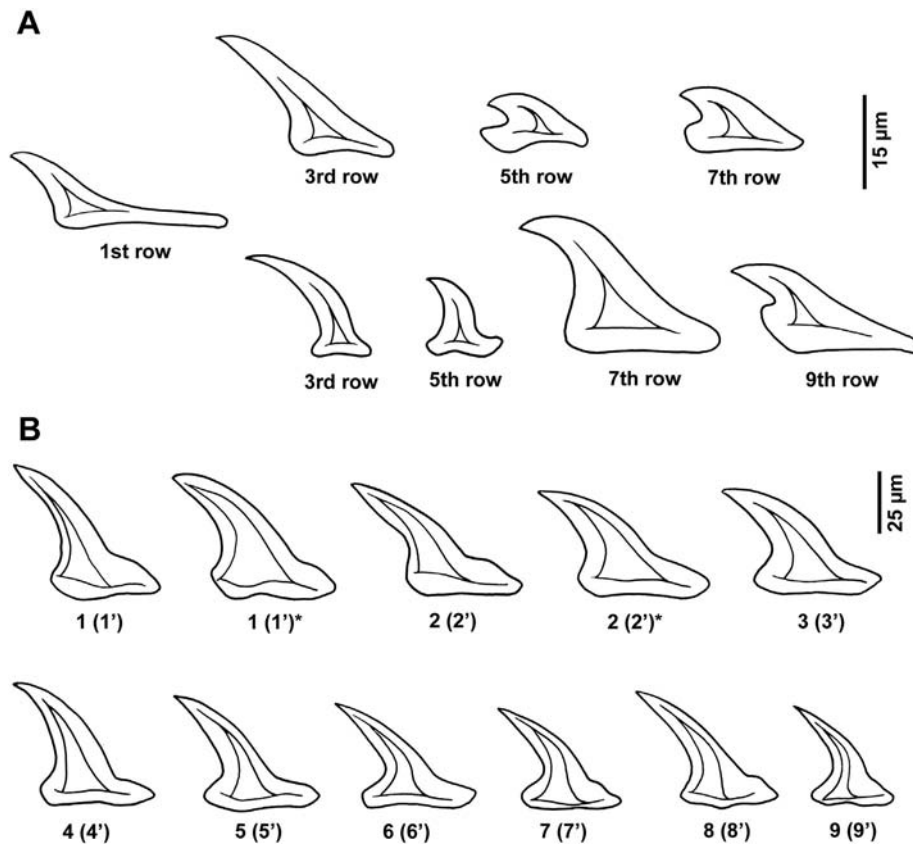 A
3rd row
5th row
7th row
15 µm
1st row
3rd row
5th row
7th row
9th row
B
25 µm
1 (1’)
1 (1’)*
2 (2’)
2 (2’)*
3 (3’)
4 (4’)
5 (5’)
6 (6’)
7 (7’)
8 (8’)
9 (9’)